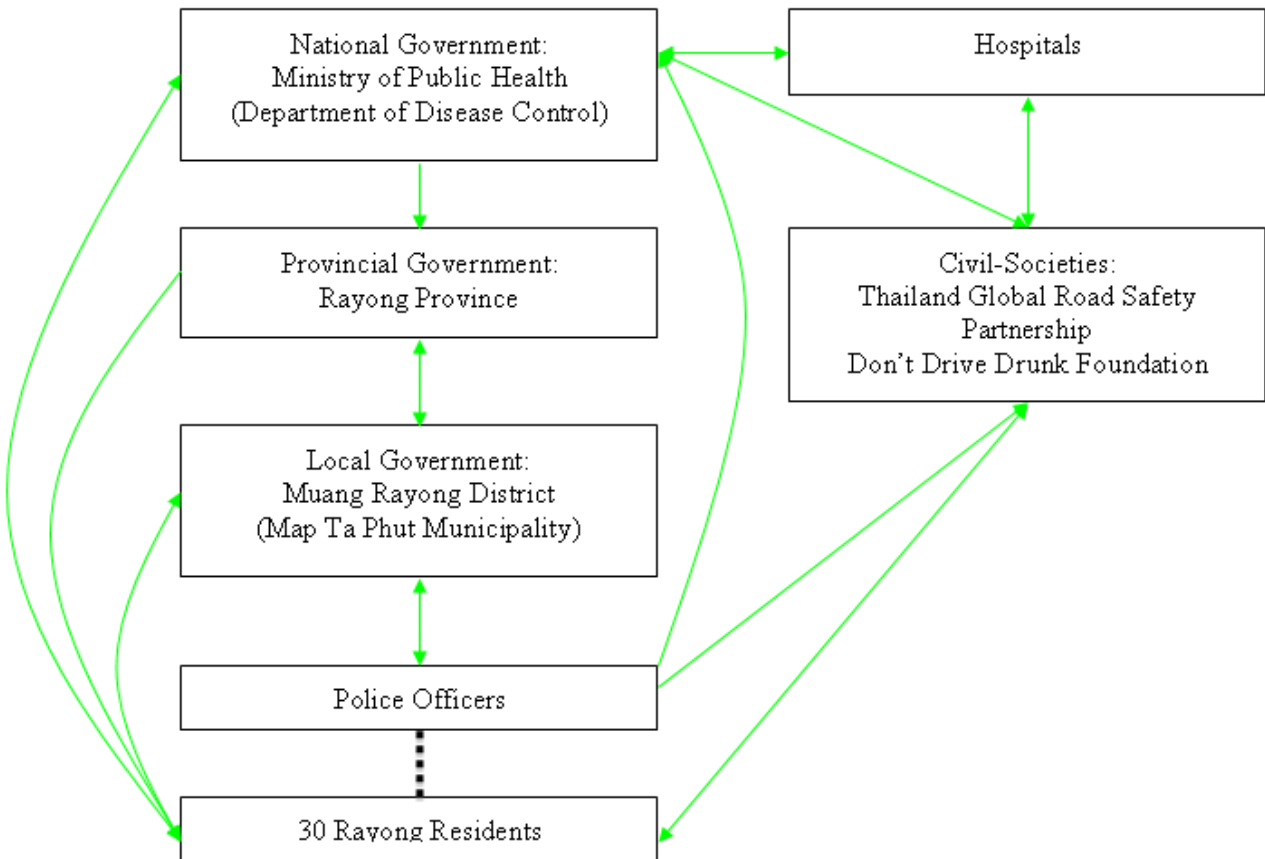 National Government:
Ministry of Public Health
(Department of Disease Control)
Hospitals
Provincial Government:
Rayong Province
Civil-Societies:
Thailand Global Road Safety
Partnership
Don't Drive Drunk Foundation
Local Government:
Muang Rayong District
(Map Ta Phut Municipality)
Police Officers
30 Rayong Residents